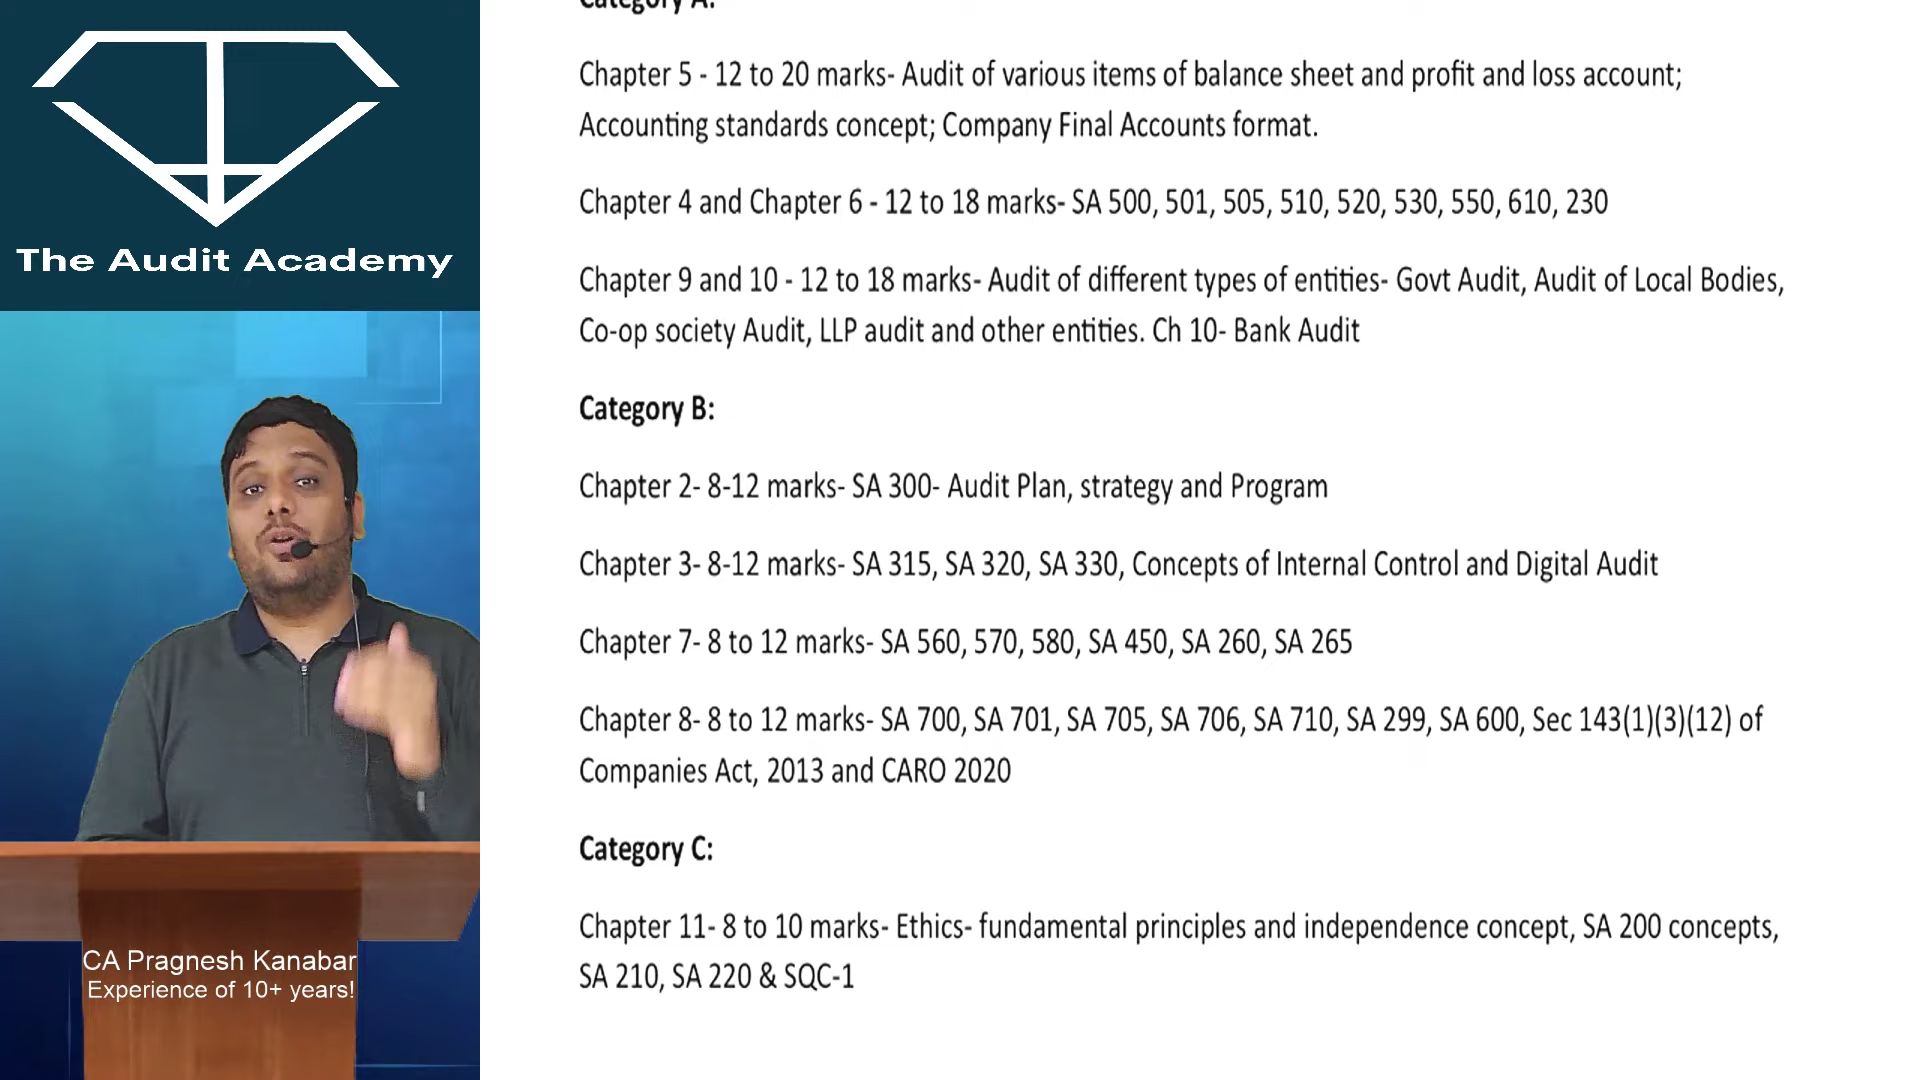 The Audit Academy
CA Pragnesh Kanabar
Experience of 10+ years!
Category A:
Chapter 5 - 12 to 20 marks- Audit of various items of balance sheet and profit and loss account;
Accounting standards concept; Company Final Accounts format.
Chapter 4 and Chapter 6 - 12 to 18 marks- SA 500, 501, 505, 510, 520, 530, 550, 610, 230
Chapter 9 and 10 - 12 to 18 marks- Audit of different types of entities- Govt Audit, Audit of Local Bodies,
Co-op society Audit, LLP audit and other entities. Ch 10- Bank Audit
Category B:
Chapter 2- 8-12 marks- SA 300- Audit Plan, strategy and Program
Chapter 3- 8-12 marks- SA 315, SA 320, SA 330, Concepts of Internal Control and Digital Audit
Chapter 7- 8 to 12 marks- SA 560, 570, 580, SA 450, SA 260, SA 265
Chapter 8- 8 to 12 marks- SA 700, SA 701, SA 705, SA 706, SA 710, SA 299, SA 600, Sec 143(1)(3)(12) of
Companies Act, 2013 and CARO 2020
Category C:
Chapter 11- 8 to 10 marks- Ethics- fundamental principles and independence concept, SA 200 concepts,
SA 210, SA 220 & SQC-1